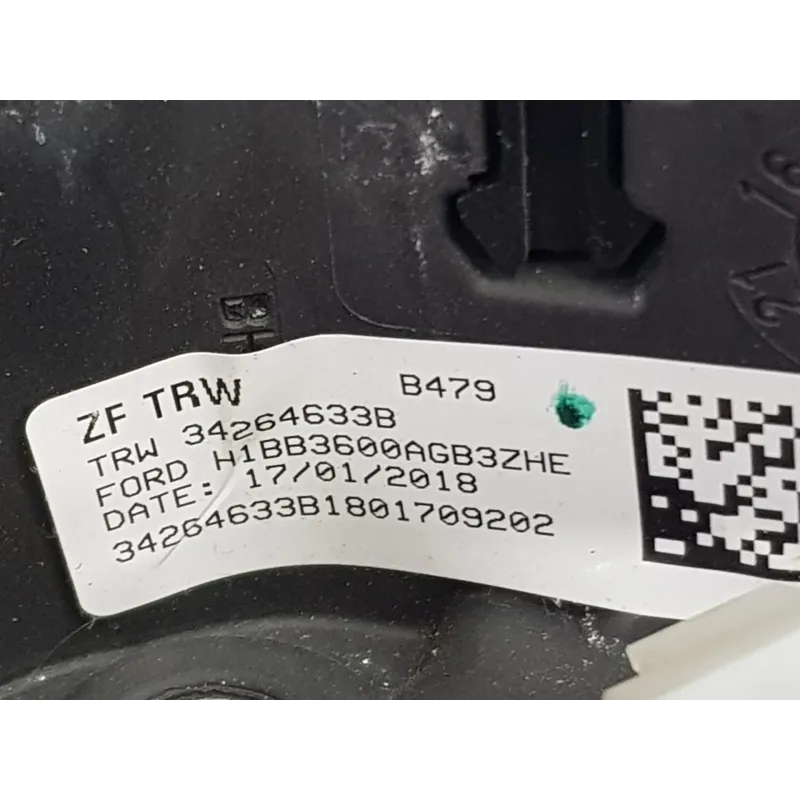 ZF TRW B479
TRW 34264633B
FORD H1BB3600AGB3ZHE
DATE: 17/01/2018
34264633B1801709202